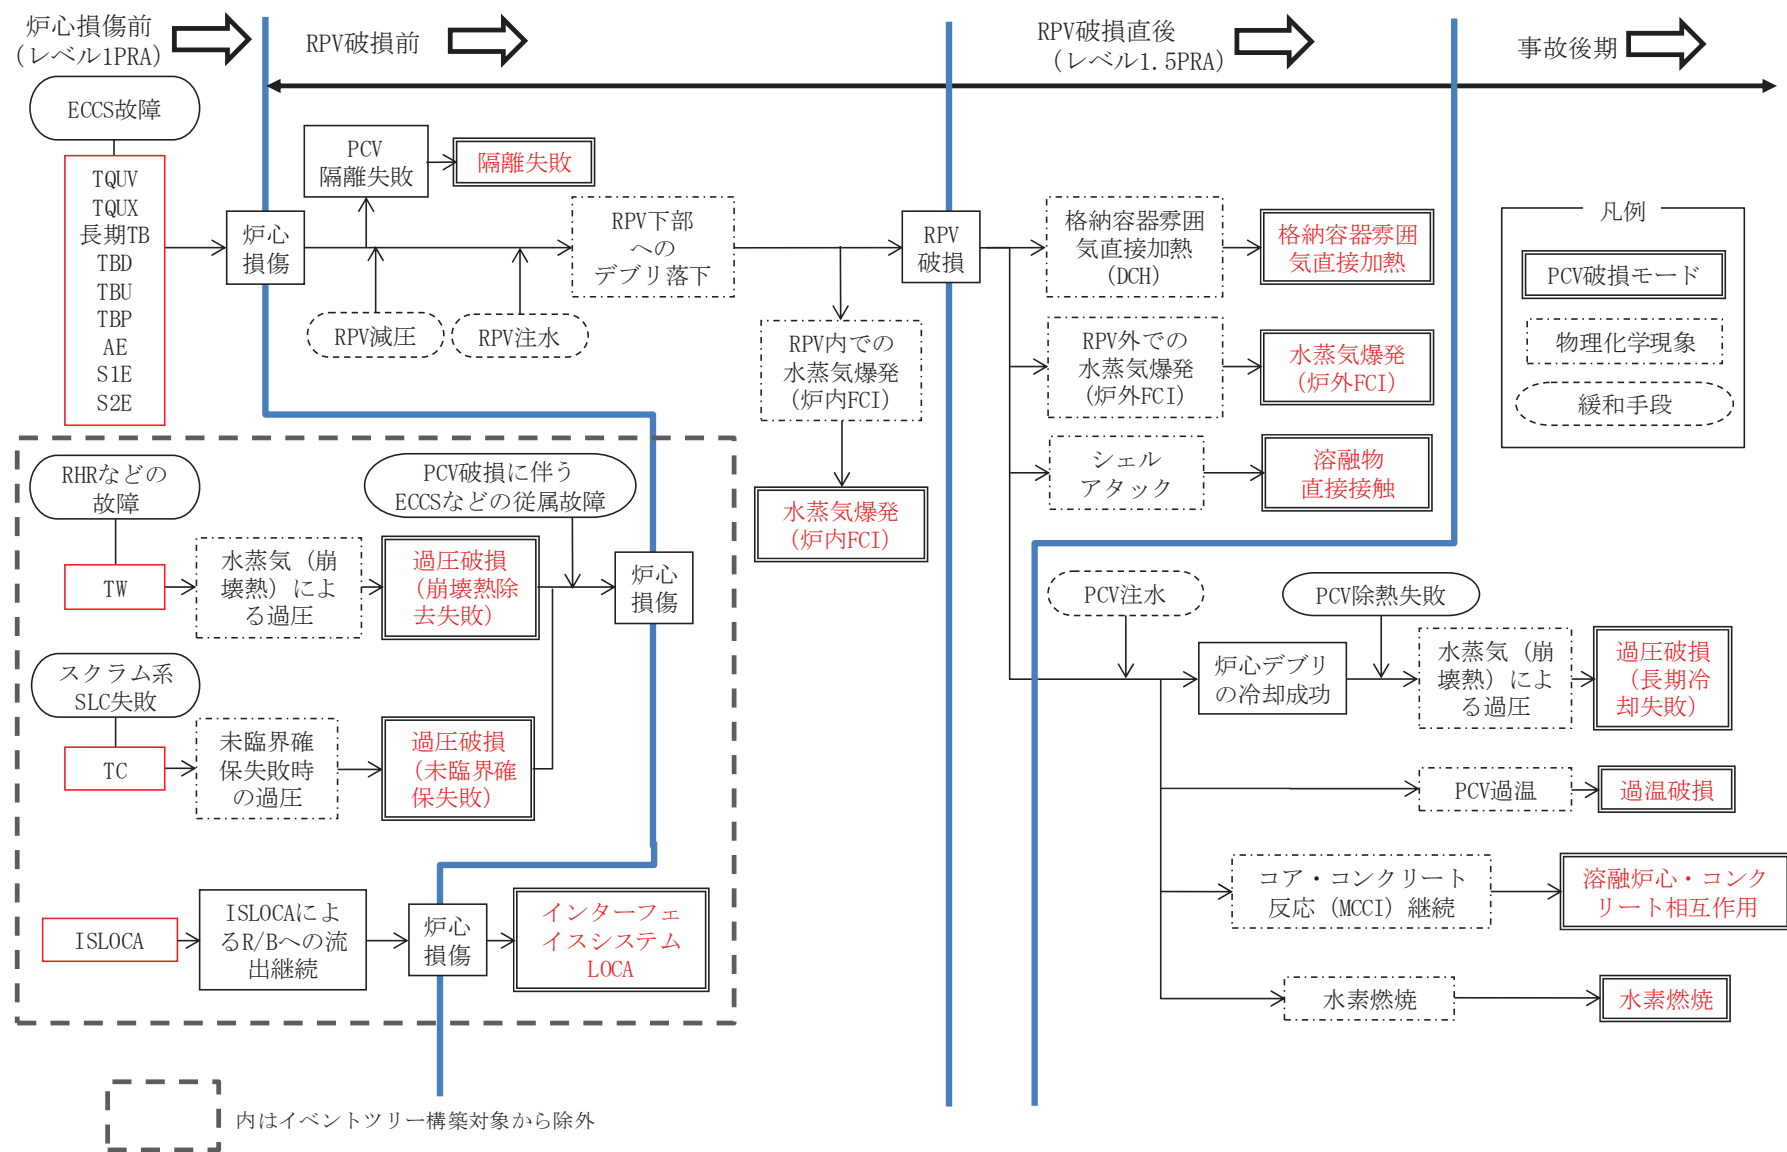 炉心損傷前
(レベル1PRA)
RPV破損前
RPV破損直後
(レベル1.5PRA)
事故後期
ECCS故障
TQUV
TQUX
長期TB
TBD
TBU
TBP
AE
S1E
S2E
炉心
損傷
PCV
隔離失敗
隔離失敗
RPV減圧
RPV注水
RPV下部
への
デブリ落下
RPV内での
水蒸気爆発
(炉内FCI)
水蒸気爆発
(炉内FCI)
RPV
破損
格納容器雰囲
気直接加熱
(DCH)
格納容器雰囲
気直接加熱
RPV外での
水蒸気爆発
(炉外FCI)
水蒸気爆発
(炉外FCI)
シェル
アタック
溶融物
直接接触
凡例
PCV破損モード
物理化学現象
緩和手段
RHRなどの
故障
TW
水蒸気（崩
壊熱）によ
る過圧
過圧破損
（崩壊熱除
去失敗）
PCV破損に伴う
ECCSなどの従属故障
炉心
損傷
スクラム系
SLC失敗
TC
未臨界確
保失敗時
の過圧
過圧破損
（未臨界確
保失敗）
ISLOCA
ISLOCAによ
るR/Bへの流
出継続
炉心
損傷
インターフェ
イスシステム
LOCA
PCV注水
PCV除熱失敗
炉心デブリ
の冷却成功
水蒸気（崩
壊熱）によ
る過圧
過圧破損
（長期冷
却失敗）
PCV過温
過温破損
コア・コンクリート
反応（MCCI）継続
溶融炉心・コンク
リート相互作用
水素燃焼
水素燃焼
内はイベントツリー構築対象から除外